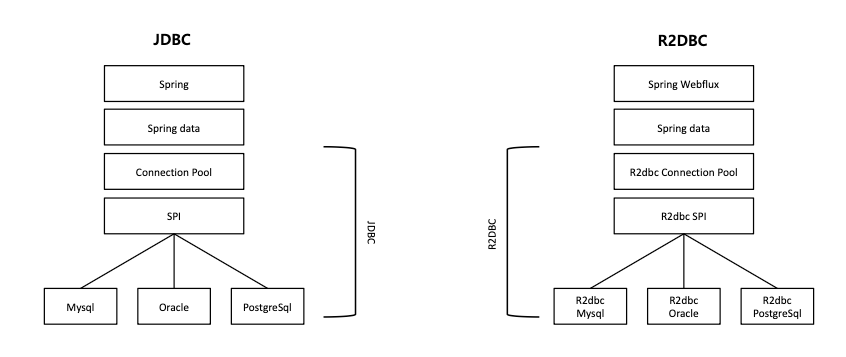 JDBC
Spring
Spring data
Connection Pool
SPI
Mysql
Oracle
PostgreSql
JDBC
R2DBC
Spring Webflux
Spring data
R2dbc Connection Pool
R2dbc SPI
R2dbc
Mysql
R2dbc
Oracle
R2dbc
PostgreSql
R2DBC